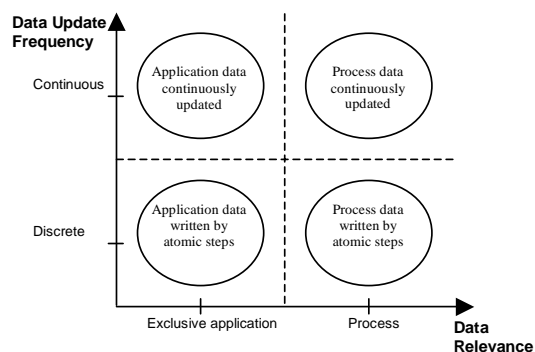 Data Update
Frequency
Continuous
Application data
continuously
updated
Process data
continuously
updated
Discrete
Application data
written by
atomic steps
Process data
written by
atomic steps
Exclusive application
Process
Data
Relevance